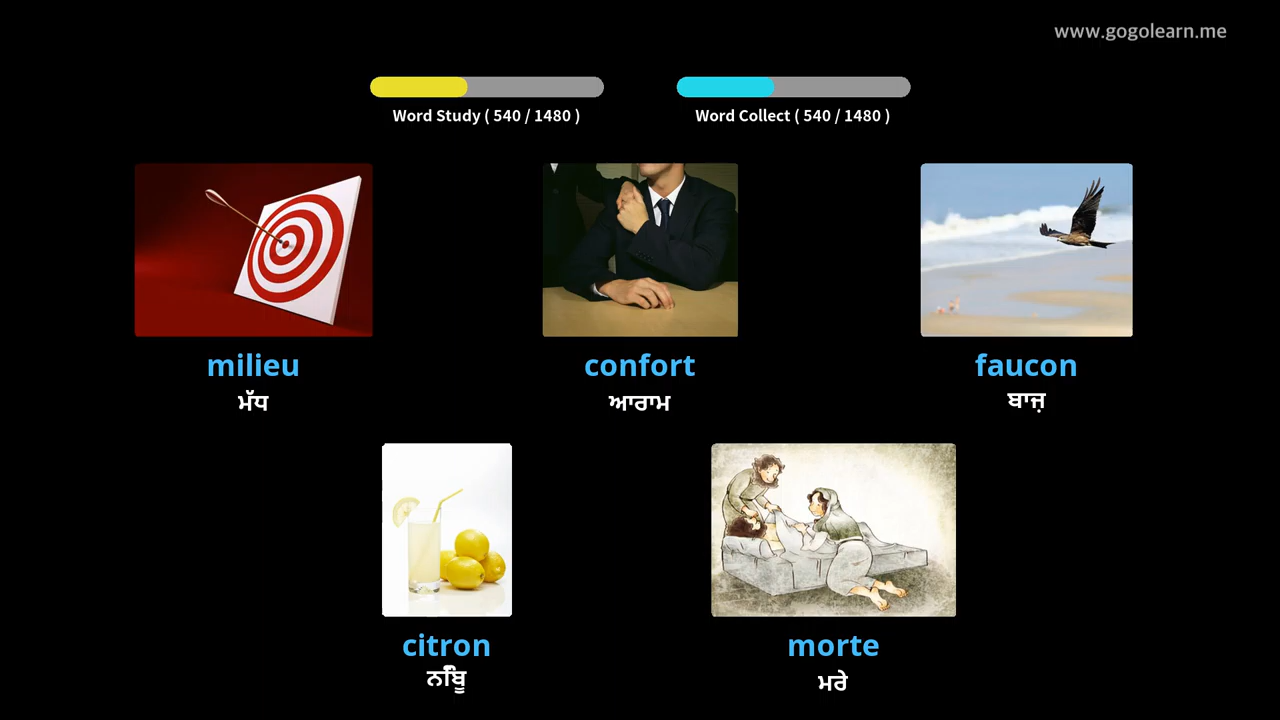 www.gogolearn.me
Word Study ( 540 / 1480 )
Word Collect ( 540 / 1480 )
milieu
ਮੱਧ
confort
ਆਰਾਮ
faucon
ਬਾਜ਼
citron
ਨਿੰਬੂ
morte
ਮਰੇ